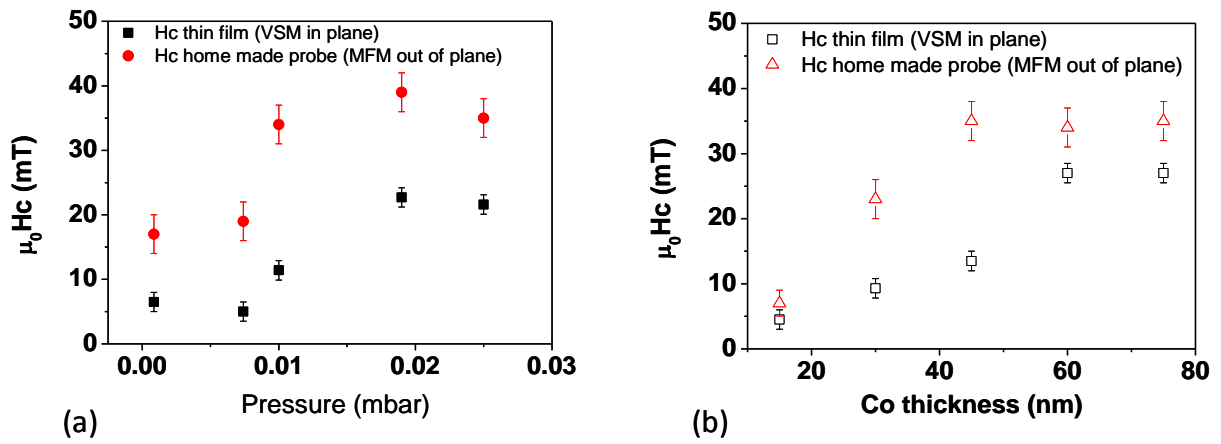 50
40
30
20
10
0
μ₀Hc (mT)
Hc thin film (VSM in plane)
Hc home made probe (MFM out of plane)
0.00
0.01
0.02
0.03
Pressure (mbar)
(a)
50
40
30
20
10
0
μ₀Hc (mT)
Hc thin film (VSM in plane)
Hc home made probe (MFM out of plane)
20
40
60
80
Co thickness (nm)
(b)